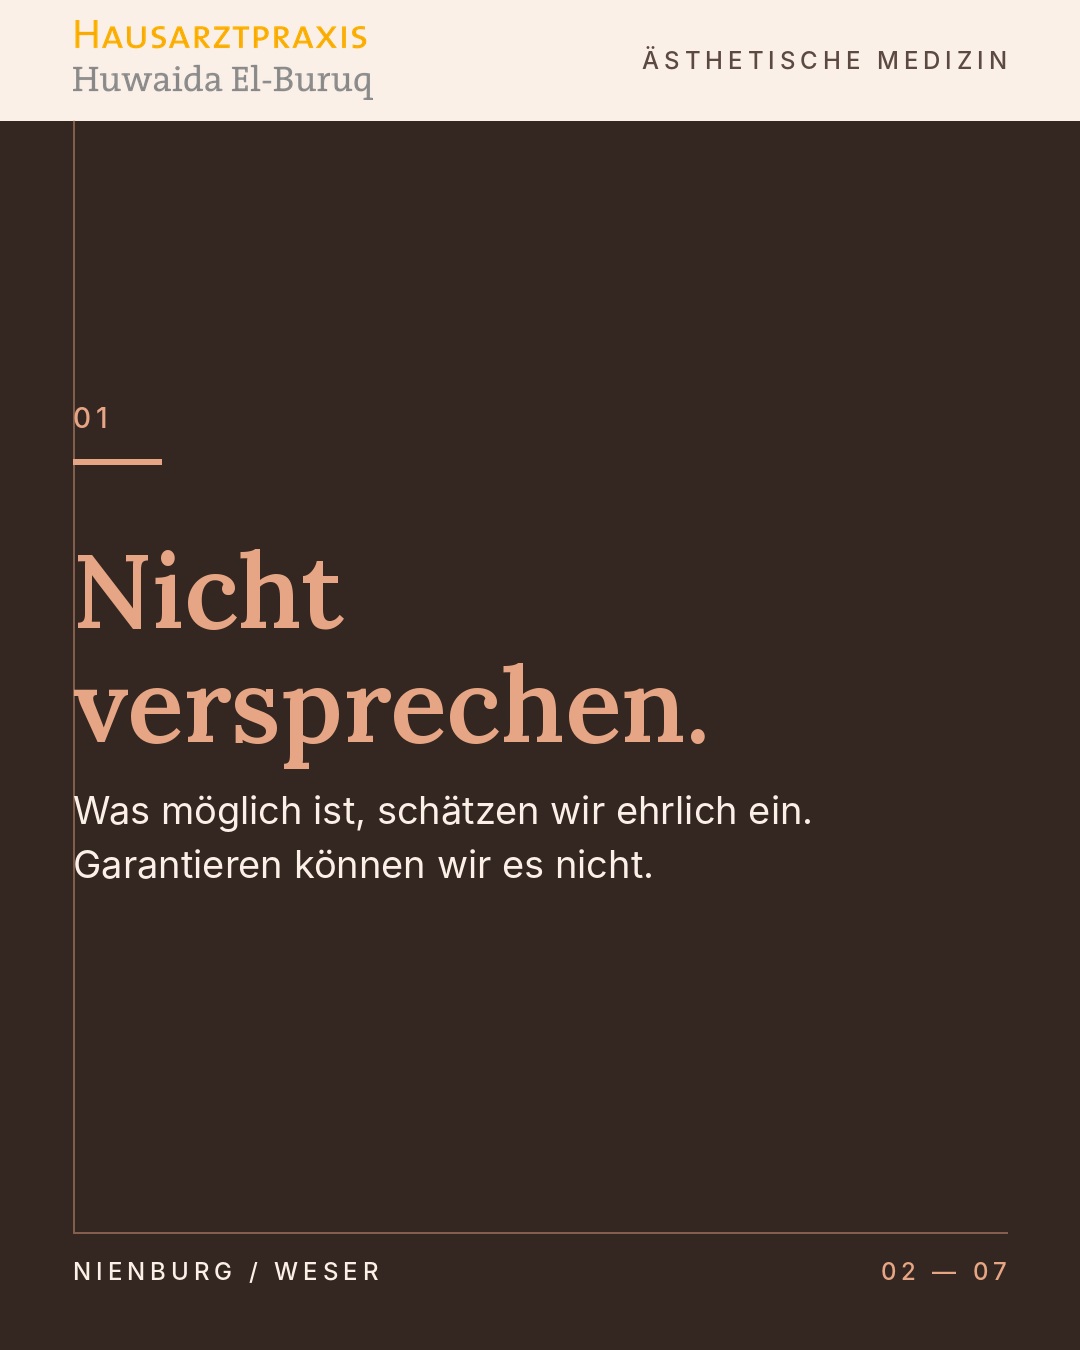 Hausarztpraxis
Huwaida El-Buruq
ÄSTHETISCHE MEDIZIN
01
Nicht
versprechen.
Was möglich ist, schätzen wir ehrlich ein.
Garantieren können wir es nicht.
NIENBURG / WESER
02 — 07